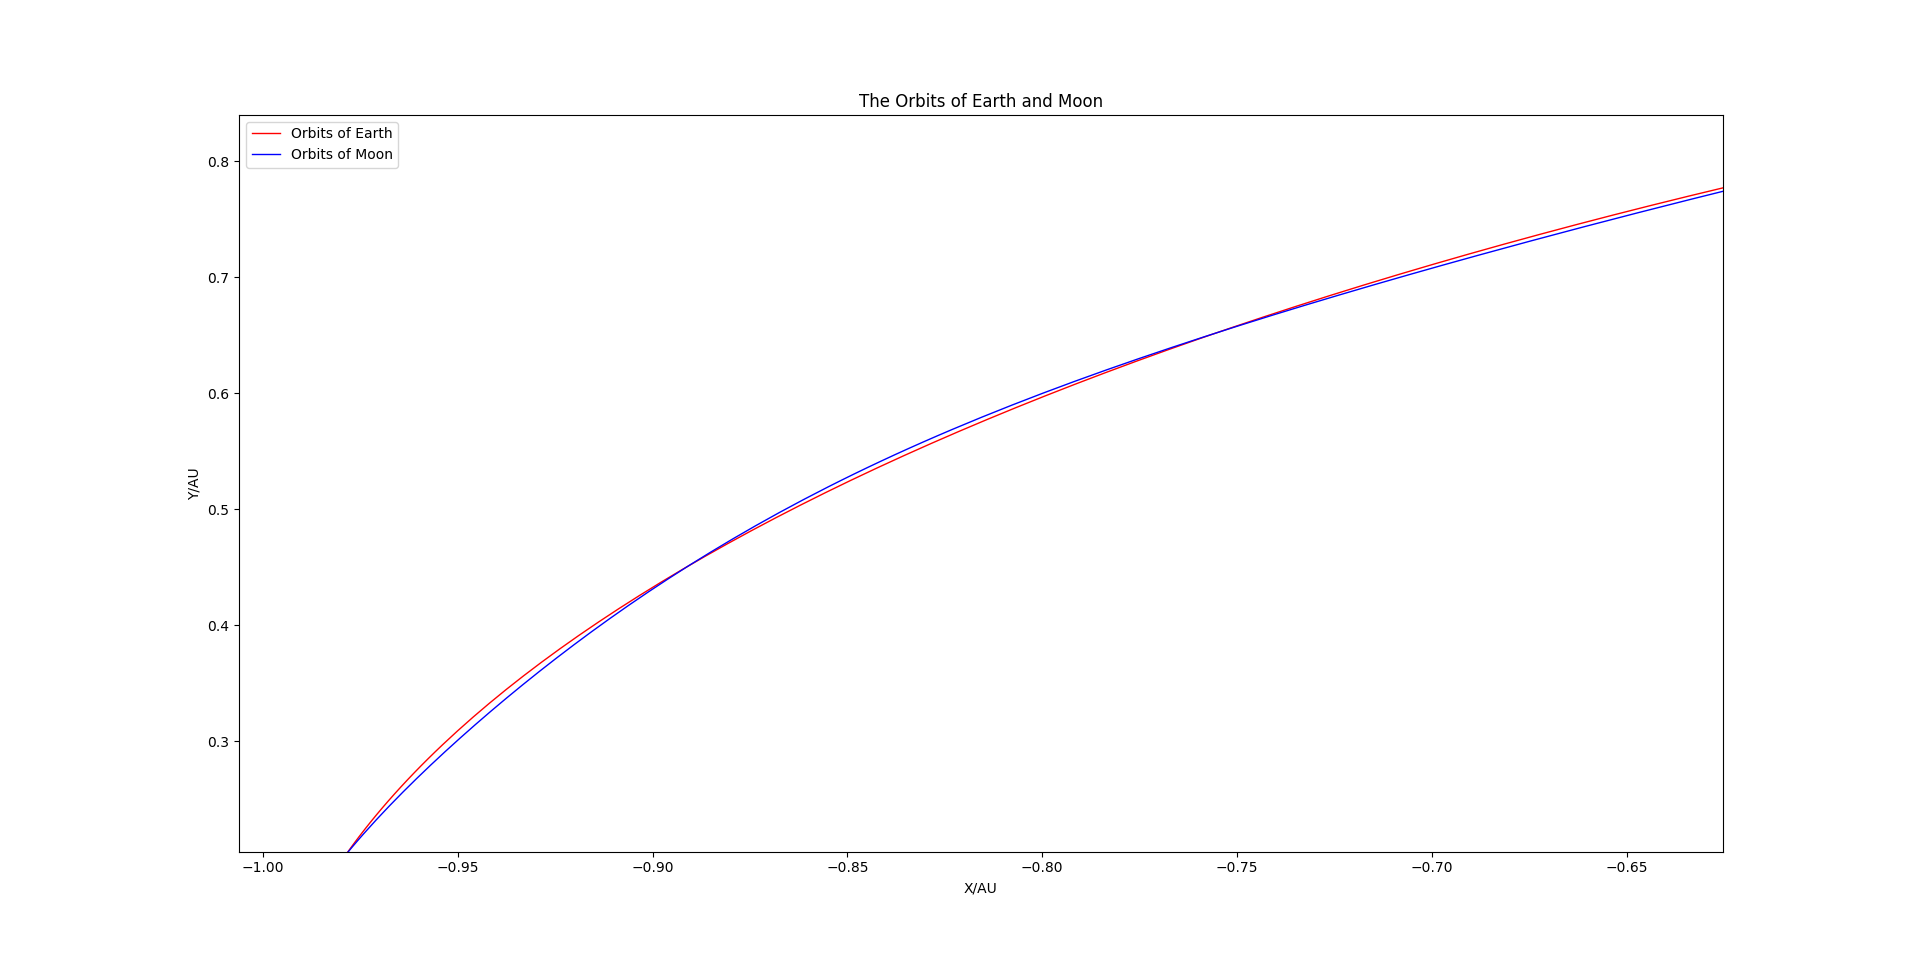 The Orbits of Earth and Moon
Orbits of Earth
Orbits of Moon
0.8
0.7
0.6
0.5
0.4
0.3
Y/AU
−1.00 −0.95 −0.90 −0.85 −0.80 −0.75 −0.70 −0.65
X/AU